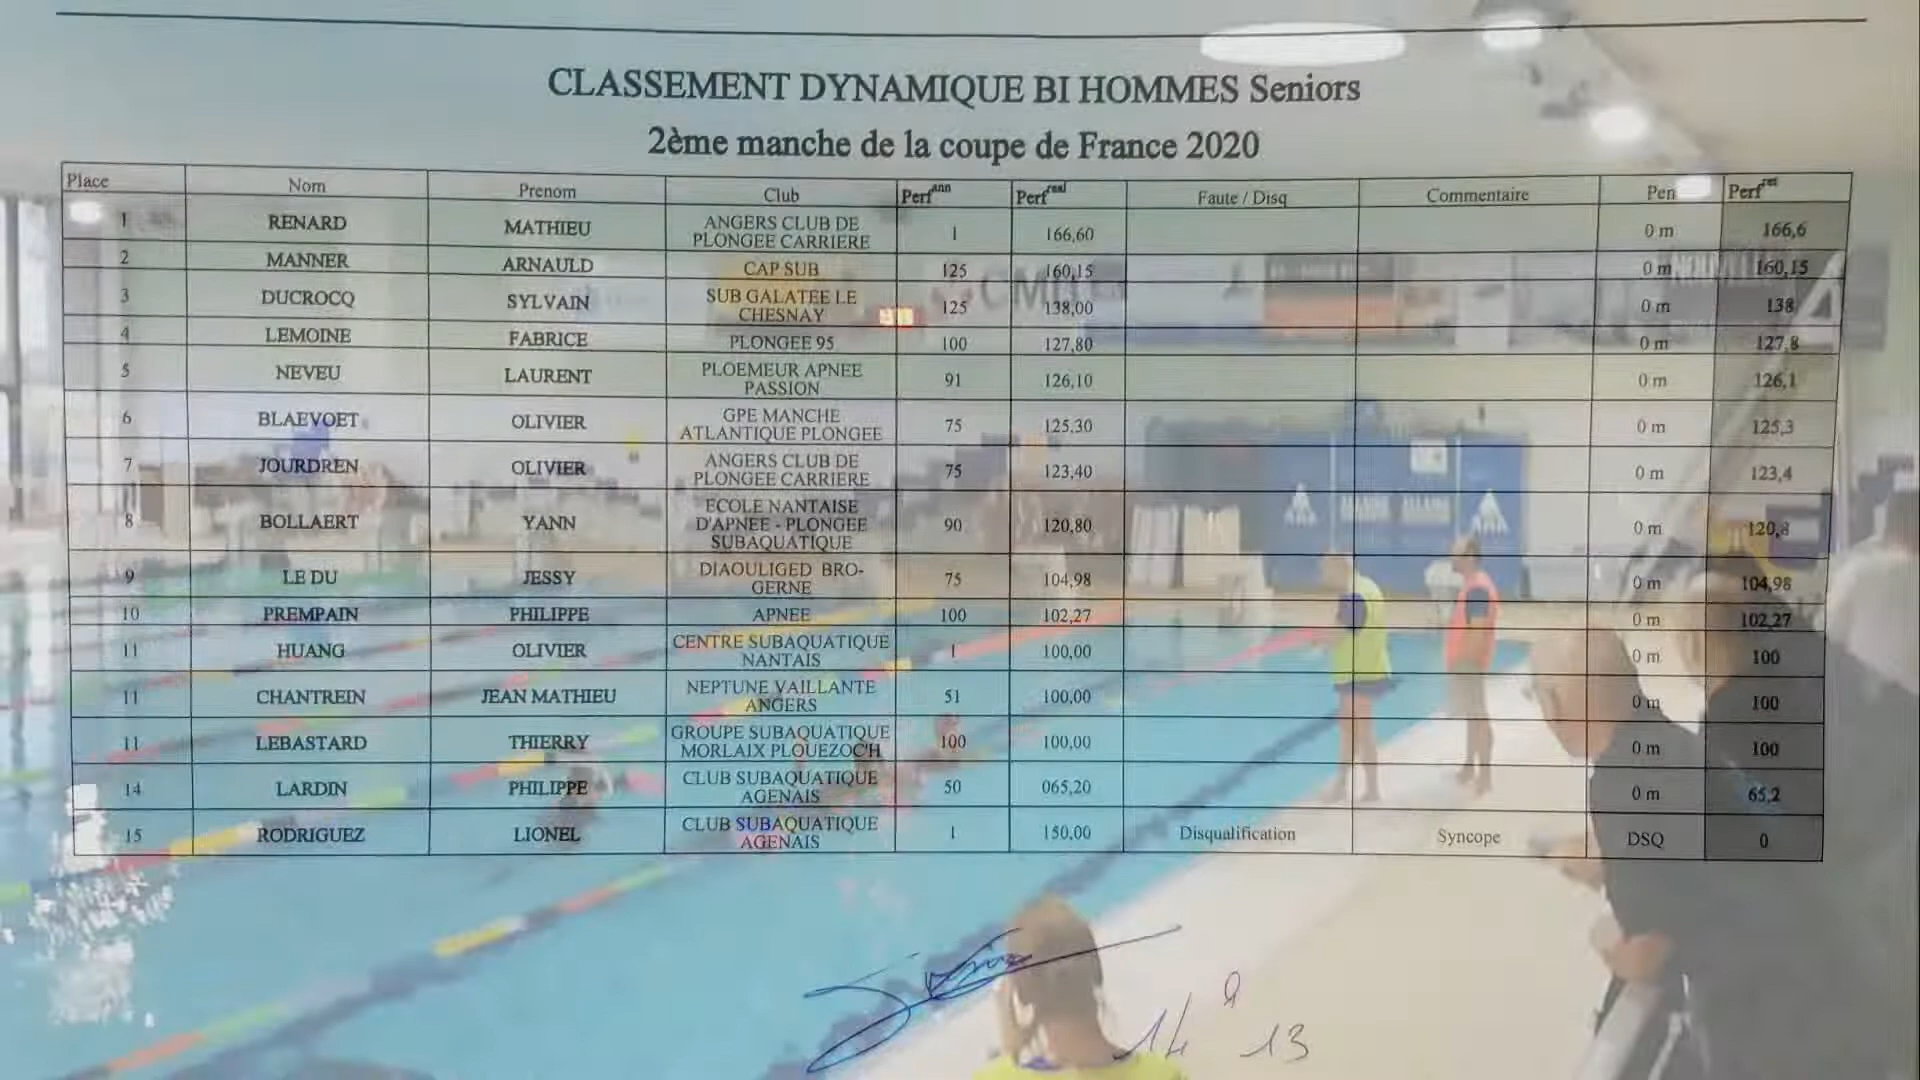 CLASSEMENT DYNAMIQUE BI HOMMES Seniors
2ème manche de la coupe de France 2020
Place Nom Prenom Club Perf ann Perf real Faute / Disq Commentaire Pen Perf ret
1 RENARD MATHIEU ANGERS CLUB DE PLONGEE CARRIERE 1 166,60 0 m 166,6
2 MANNER ARNAULD CAP SUB 125 160,15 0 m 160,15
3 DUCROCQ SYLVAIN SUB GALATEE LE CHESNAY 125 138,00 0 m 138
4 LEMOINE FABRICE PLONGEE 95 100 127,80 0 m 127,8
5 NEVEU LAURENT PLOEMEUR APNEE PASSION 91 126,10 0 m 126,1
6 BLAEVOET OLIVIER GPE MANCHE ATLANTIQUE PLONGEE 75 125,30 0 m 125,3
7 JOURDREN OLIVIER ANGERS CLUB DE PLONGEE CARRIERE 75 123,40 0 m 123,4
8 BOLLAERT YANN ECOLE NANTAISE D'APNEE - PLONGEE SUBAQUATIQUE 90 120,80 0 m 120,8
9 LE DU JESSY DIAOULIGED BRO-GERNE 75 104,98 0 m 104,98
10 PREMPAIN PHILIPPE APNEE 100 102,27 0 m 102,27
11 HUANG OLIVIER CENTRE SUBAQUATIQUE NANTAIS 1 100,00 0 m 100
11 CHANTREIN JEAN MATHIEU NEPTUNE VAILLANTE ANGERS 51 100,00 0 m 100
11 LEBASTARD THIERRY GROUPE SUBAQUATIQUE MORLAIX PLOUEZOC'H 100 100,00 0 m 100
14 LARDIN PHILIPPE CLUB SUBAQUATIQUE AGENAIS 50 065,20 0 m 65,2
15 RODRIGUEZ LIONEL CLUB SUBAQUATIQUE AGENAIS 1 150,00 Disqualification Syncope DSQ 0
14 13